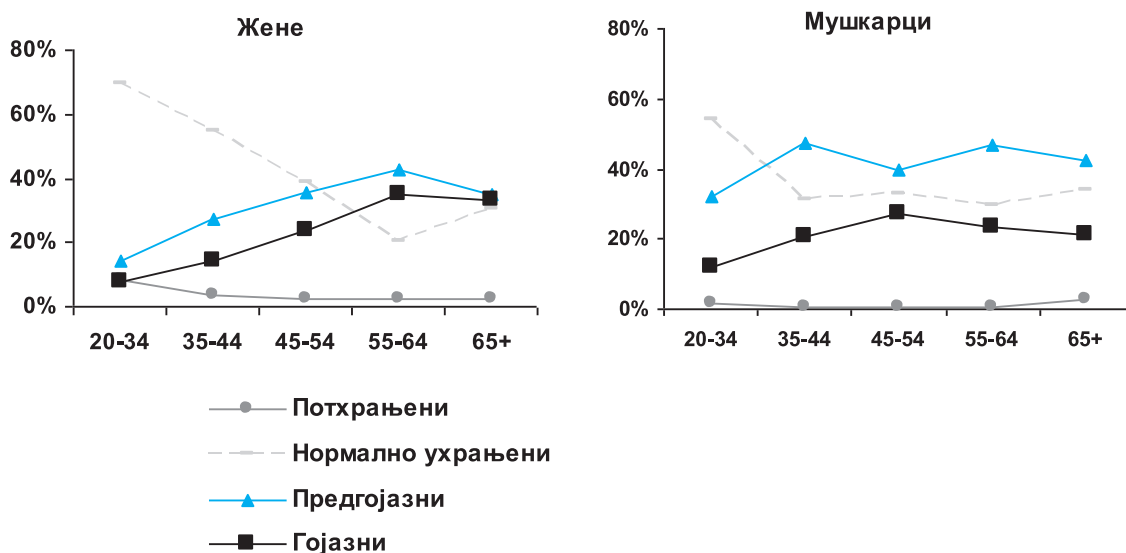 Жене
80%
60%
40%
20%
0%
20-34 35-44 45-54 55-64 65+
Мушкарци
80%
60%
40%
20%
0%
20-34 35-44 45-54 55-64 65+
Потхрањени
Нормално ухрањени
Предгојазни
Гојазни